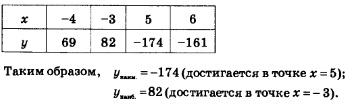 x −4 −3 5 6
y 69 82 −174 −161
Таким образом, yнаим. = −174 (достигается в точке x = 5);
yнаиб. = 82 (достигается в точке x = − 3).